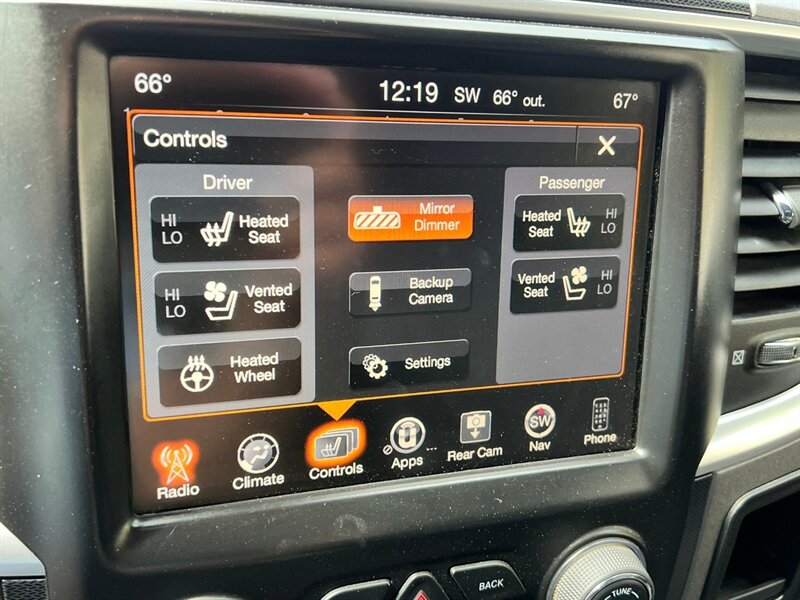 66° 12:19 SW 66° out. 67°
Controls X
Driver
HI
LO
Heated
Seat
HI
LO
Vented
Seat
Heated
Wheel
Mirror
Dimmer
Backup
Camera
Settings
Passenger
Heated
Seat
HI
LO
Vented
Seat
HI
LO
Radio
Climate
Controls
Apps
Rear Cam
SW
Nav
Phone
BACK
TUNE